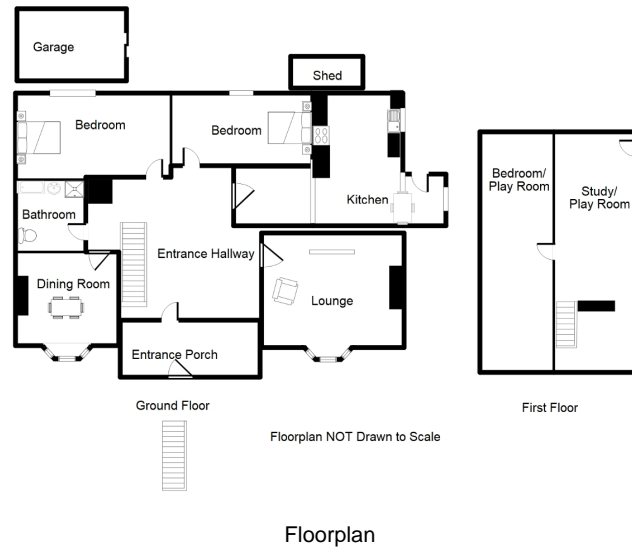 Garage
Shed
Bedroom
Bedroom
Bedroom/
Play Room
Study/
Play Room
Kitchen
Bathroom
Entrance Hallway
Dining Room
Lounge
Entrance Porch
Ground Floor
First Floor
Floorplan NOT Drawn to Scale
Floorplan